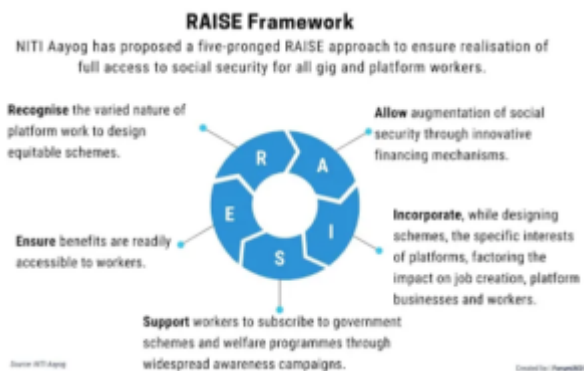 RAISE Framework
NITI Aayog has proposed a five-pronged RAISE approach to ensure realisation of
full access to social security for all gig and platform workers.
Recognise the varied nature of
platform work to design
equitable schemes.
Allow augmentation of social
security through innovative
financing mechanisms.
R
A
I
S
E
Incorporate, while designing
schemes, the specific interests
of platforms, factoring the
impact on job creation, platform
businesses and workers.
Ensure benefits are readily
accessible to workers.
Support workers to subscribe to government
schemes and welfare programmes through
widespread awareness campaigns.
Source: NITI Aayog
Created by: